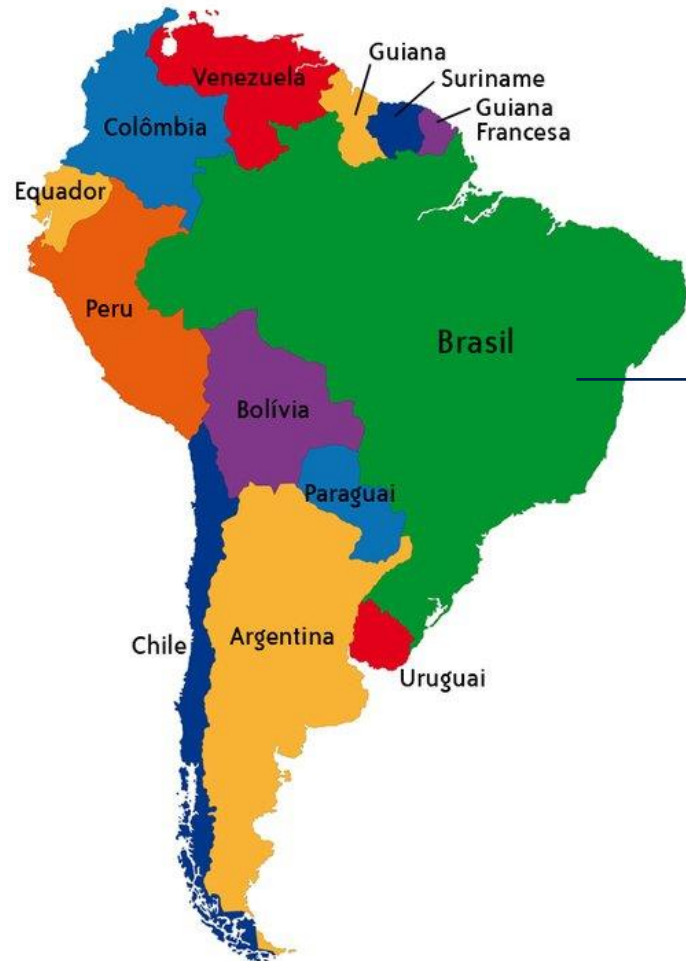 Guiana
Venezuela
Suriname
Guiana
Francesa
Colômbia
Equador
Peru
Brasil
Bolívia
Paraguai
Chile
Argentina
Uruguai